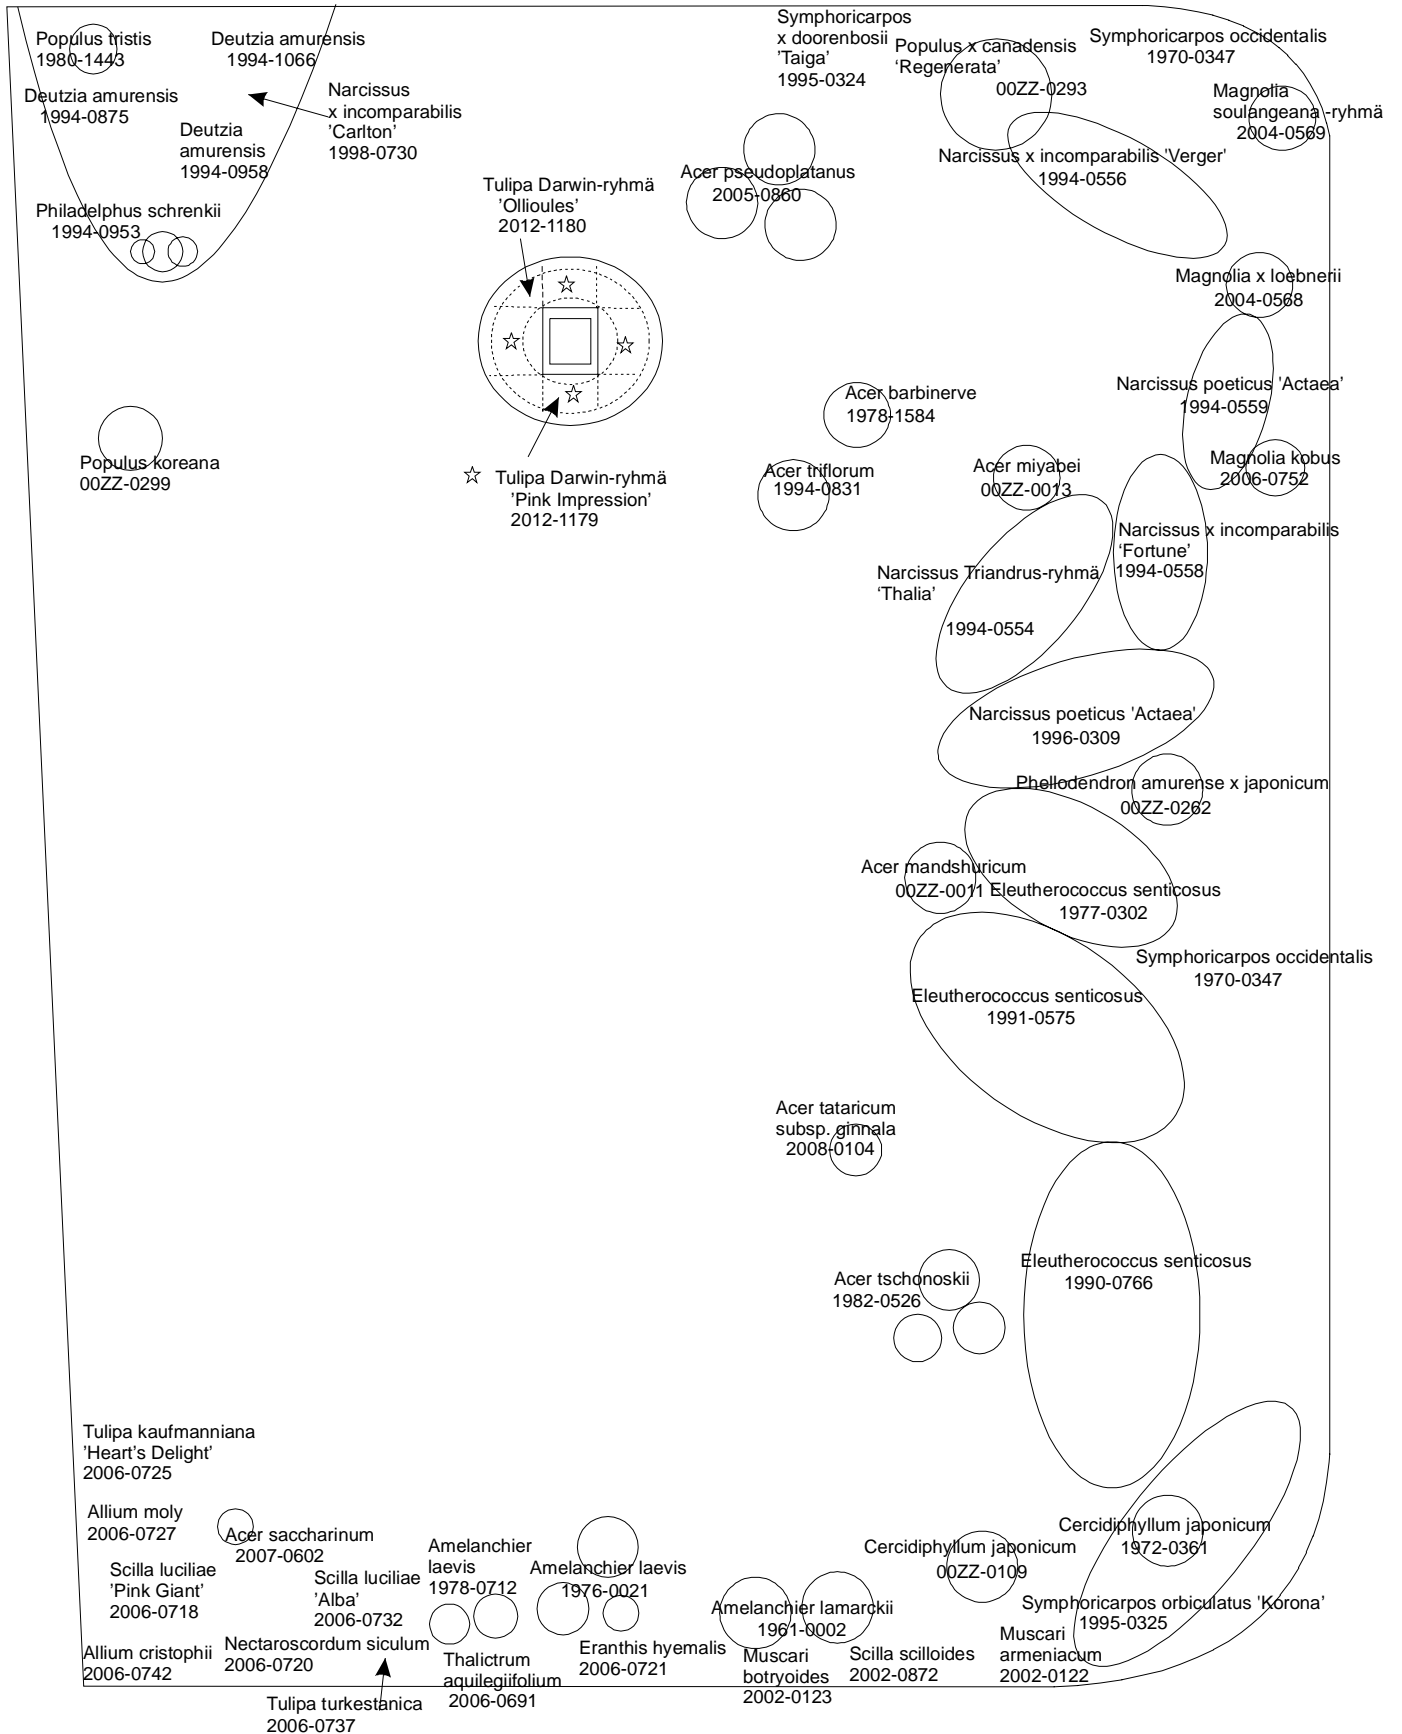 Populus tristis
1980-1443
Deutzia amurensis
1994-1066
Deutzia amurensis
1994-0875
Narcissus
x incomparabilis
'Carlton'
1998-0730
Deutzia
amurensis
1994-0958
Philadelphus schrenkii
1994-0953
Symphoricarpos
x doorenbosii
'Taiga'
1995-0324
Populus x canadensis
‘Regenerata’
00ZZ-0293
Symphoricarpos occidentalis
1970-0347
Magnolia
soulangeana -ryhmä
2004-0569
Narcissus x incomparabilis 'Verger'
1994-0556
Acer pseudoplatanus
2005-0860
Tulipa Darwin-ryhmä
’Ollioules’
2012-1180
Magnolia x loebnerii
2004-0568
Narcissus poeticus 'Actaea’
1994-0559
Acer barbinerve
1978-1584
Populus koreana
00ZZ-0299
☆ Tulipa Darwin-ryhmä
’Pink Impression’
2012-1179
Acer triflorum
1994-0831
Acer miyabei
00ZZ-0013
Magnolia kobus
2006-0752
Narcissus x incomparabilis
‘Fortune’
1994-0558
Narcissus Triandrus-ryhmä
‘Thalia’
1994-0554
Narcissus poeticus 'Actaea'
1996-0309
Phellodendron amurense x japonicum
00ZZ-0262
Acer mandshuricum
00ZZ-0011
Eleutherococcus senticosus
1977-0302
Symphoricarpos occidentalis
1970-0347
Eleutherococcus senticosus
1991-0575
Acer tataricum
subsp. ginnala
2008-0104
Eleutherococcus senticosus
1990-0766
Acer tschonoskii
1982-0526
Tulipa kaufmanniana
’Heart's Delight’
2006-0725
Allium moly
2006-0727
Acer saccharinum
2007-0602
Scilla luciliae
’Pink Giant’
2006-0718
Scilla luciliae
’Alba’
2006-0732
Amelanchier
laevis
1978-0712
Amelanchier laevis
1976-0021
Cercidiphyllum japonicum
00ZZ-0109
Cercidiphyllum japonicum
1972-0361
Amelanchier lamarckii
1961-0002
Symphoricarpos orbiculatus 'Korona’
1995-0325
Allium cristophii
2006-0742
Nectaroscordum siculum
2006-0720
Tulipa turkestanica
2006-0737
Thalictrum
aquilegiifolium
2006-0691
Eranthis hyemalis
2006-0721
Muscari
botryoides
2002-0123
Scilla scilloides
2002-0872
Muscari
armeniacum
2002-0122